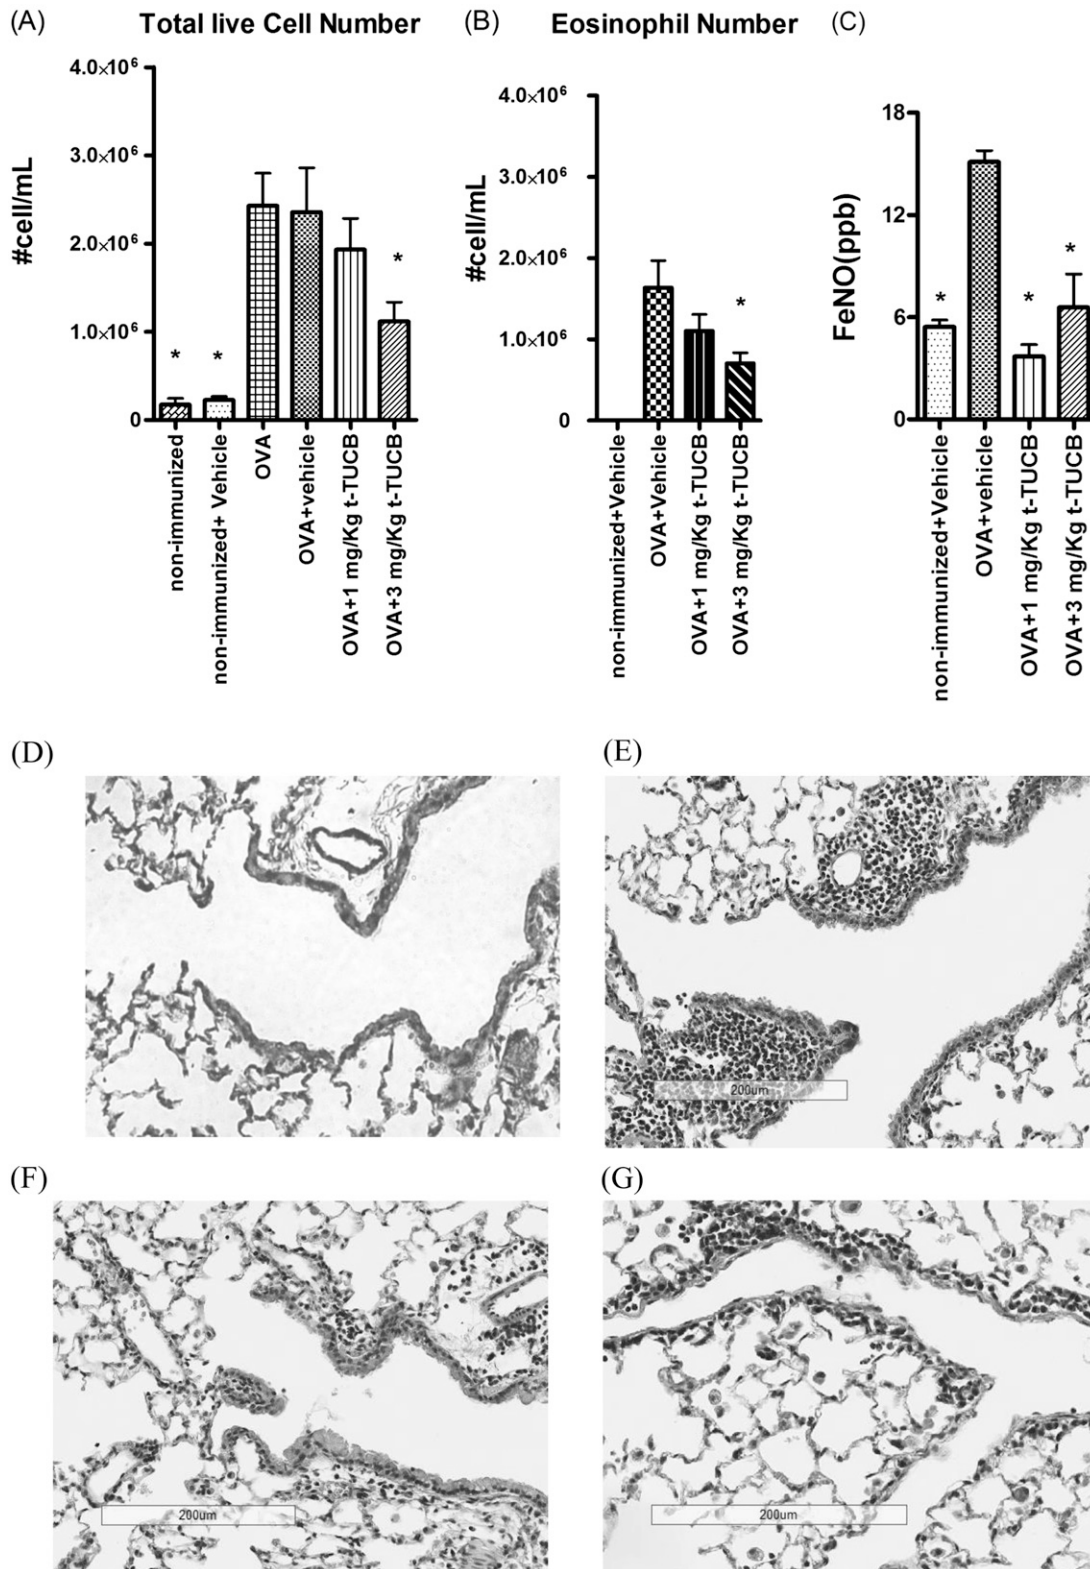 (A) Total live Cell Number
4.0×10⁶
3.0×10⁶
2.0×10⁶
1.0×10⁶
0
#cell/mL
*
*
*
non-immunized
non-immunized+ Vehicle
OVA
OVA+vehicle
OVA+1 mg/Kg t-TUCB
OVA+3 mg/Kg t-TUCB
(B) Eosinophil Number
4.0×10⁶
3.0×10⁶
2.0×10⁶
1.0×10⁶
0
#cell/mL
*
non-immunized+Vehicle
OVA+Vehicle
OVA+1 mg/Kg t-TUCB
OVA+3 mg/Kg t-TUCB
(C)
18
12
6
0
FeNO(ppb)
*
*
*
non-immunized+Vehicle
OVA+vehicle
OVA+1 mg/Kg t-TUCB
OVA+3 mg/Kg t-TUCB
(D)
(E)
200um
(F)
200um
(G)
200um